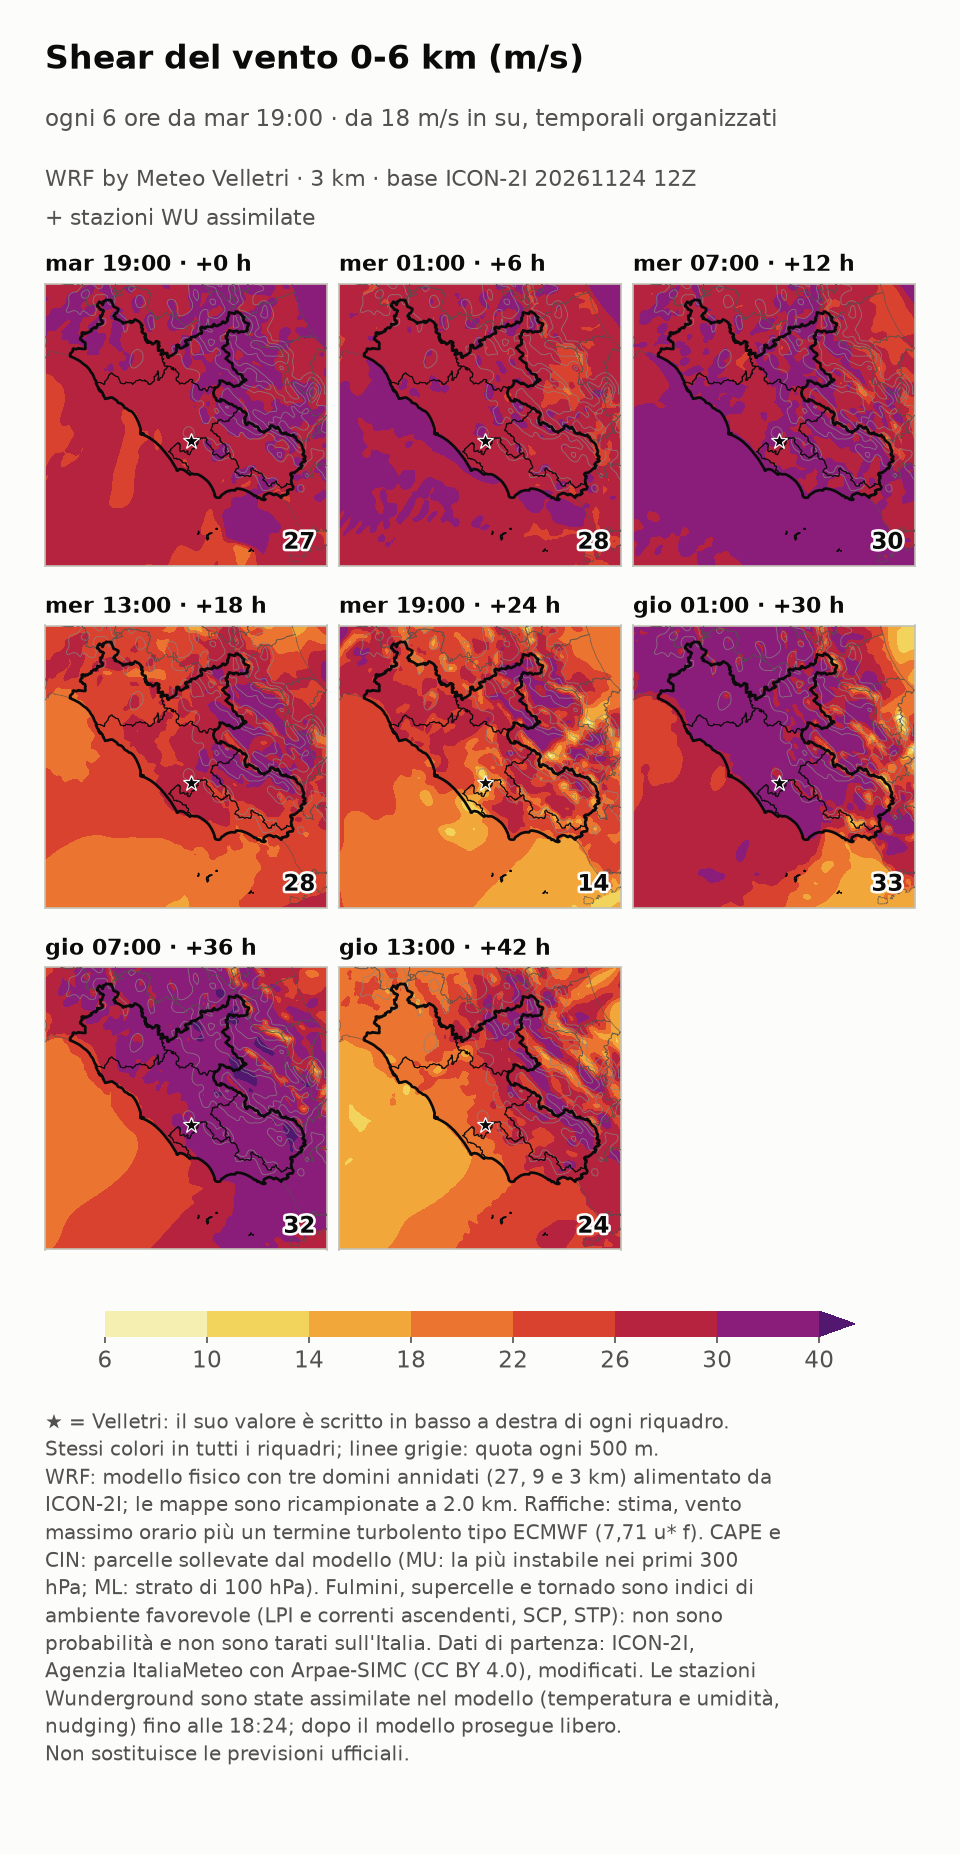 Shear del vento 0-6 km (m/s)
ogni 6 ore da mar 19:00 · da 18 m/s in su, temporali organizzati
WRF by Meteo Velletri · 3 km · base ICON-2I 20261124 12Z
+ stazioni WU assimilate
mar 19:00 · +0 h
mer 01:00 · +6 h
mer 07:00 · +12 h
27
28
30
mer 13:00 · +18 h
mer 19:00 · +24 h
gio 01:00 · +30 h
28
14
33
gio 07:00 · +36 h
gio 13:00 · +42 h
32
24
6 10 14 18 22 26 30 40
★ = Velletri: il suo valore è scritto in basso a destra di ogni riquadro.
Stessi colori in tutti i riquadri; linee grigie: quota ogni 500 m.
WRF: modello fisico con tre domini annidati (27, 9 e 3 km) alimentato da
ICON-2I; le mappe sono ricampionate a 2.0 km. Raffiche: stima, vento
massimo orario più un termine turbolento tipo ECMWF (7,71 u* f). CAPE e
CIN: parcelle sollevate dal modello (MU: la più instabile nei primi 300
hPa; ML: strato di 100 hPa). Fulmini, supercelle e tornado sono indici di
ambiente favorevole (LPI e correnti ascendenti, SCP, STP): non sono
probabilità e non sono tarati sull'Italia. Dati di partenza: ICON-2I,
Agenzia ItaliaMeteo con Arpae-SIMC (CC BY 4.0), modificati. Le stazioni
Wunderground sono state assimilate nel modello (temperatura e umidità,
nudging) fino alle 18:24; dopo il modello prosegue libero.
Non sostituisce le previsioni ufficiali.